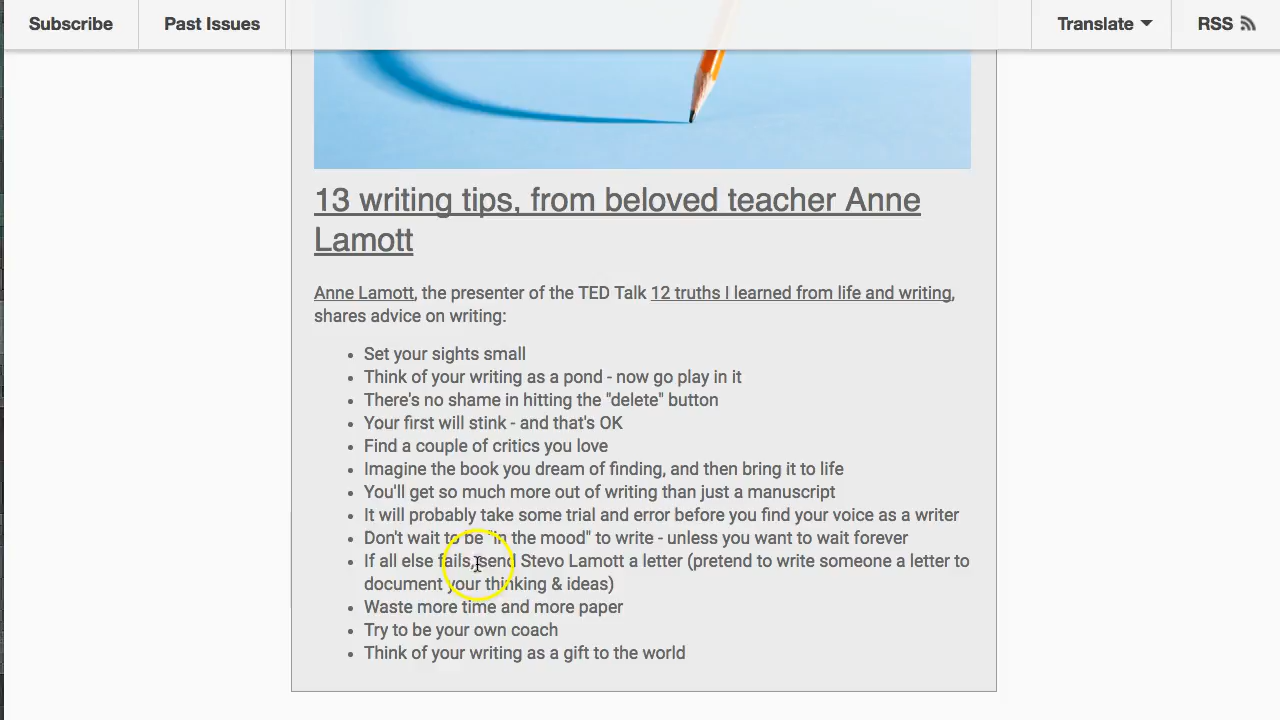 Subscribe
Past Issues
Translate
RSS
13 writing tips, from beloved teacher Anne
Lamott
Anne Lamott, the presenter of the TED Talk 12 truths I learned from life and writing,
shares advice on writing:
• Set your sights small
• Think of your writing as a pond - now go play in it
• There's no shame in hitting the "delete" button
• Your first will stink - and that's OK
• Find a couple of critics you love
• Imagine the book you dream of finding, and then bring it to life
• You'll get so much more out of writing than just a manuscript
• It will probably take some trial and error before you find your voice as a writer
• Don't wait to be "in the mood" to write - unless you want to wait forever
• If all else fails, send Stevo Lamott a letter (pretend to write someone a letter to
document your thinking & ideas)
• Waste more time and more paper
• Try to be your own coach
• Think of your writing as a gift to the world